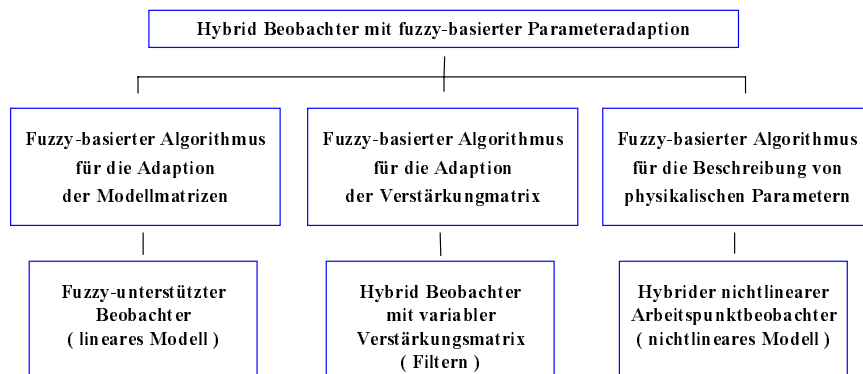 Hybrid Beobachter mit fuzzy-basierter Parameteradaption
Fuzzy-basierter Algorithmus
für die Adaption
der Modellmatrizen
Fuzzy-basierter Algorithmus
für die Adaption
der Verstärkungmatrix
Fuzzy-basierter Algorithmus
für die Beschreibung von
physikalischen Parametern
Fuzzy-unterstützter
Beobachter
( lineares Modell )
Hybrid Beobachter
mit variabler
Verstärkungsmatrix
( Filtern )
Hybrider nichtlinearer
Arbeitspunktbeobachter
( nichtlineares Modell )